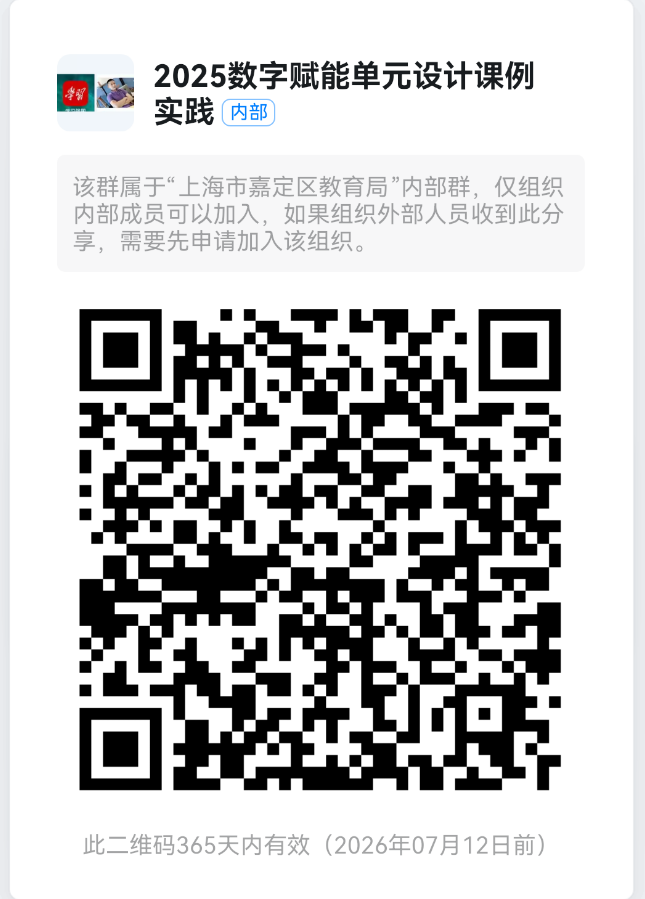 2025数字赋能单元设计课例
实践 内部
该群属于“上海市嘉定区教育局”内部群，仅组织
内部成员可以加入，如果组织外部人员收到此分
享，需要先申请加入该组织。
此二维码365天内有效（2026年07月12日前）